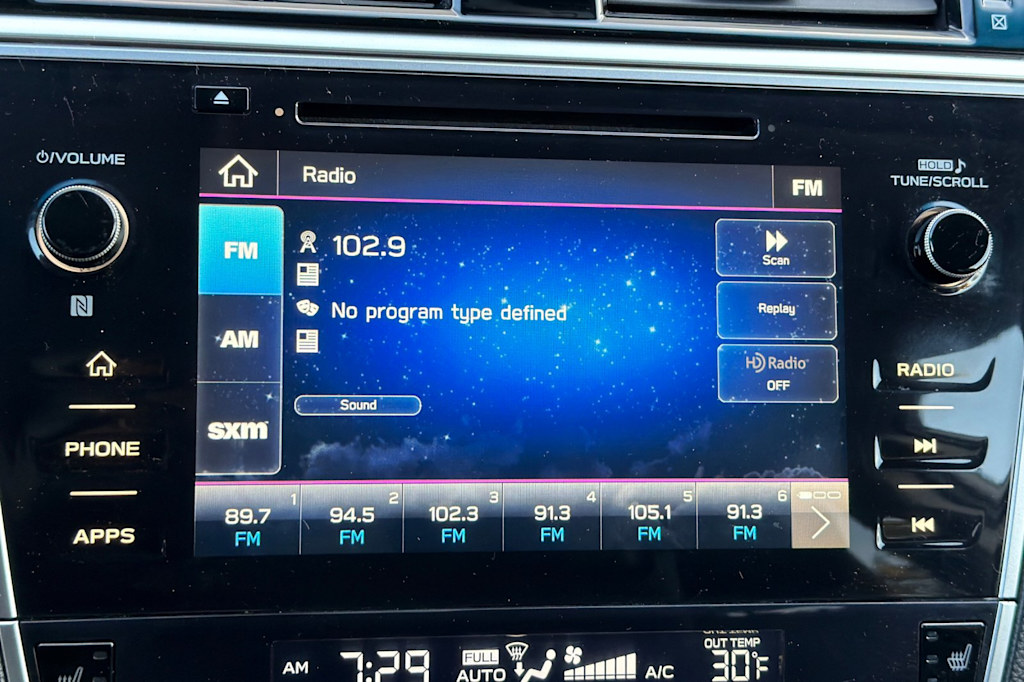 ⏻/VOLUME
HOLD♪
TUNE/SCROLL
Radio
FM
FM
AM
sxm
102.9
No program type defined
Sound
Scan
Replay
HD Radio
OFF
PHONE
APPS
RADIO
1 2 3 4 5 6
89.7 94.5 102.3 91.3 105.1 91.3
FM FM FM FM FM FM
AM 7:29
FULL
AUTO
A/C
OUT TEMP
30°F